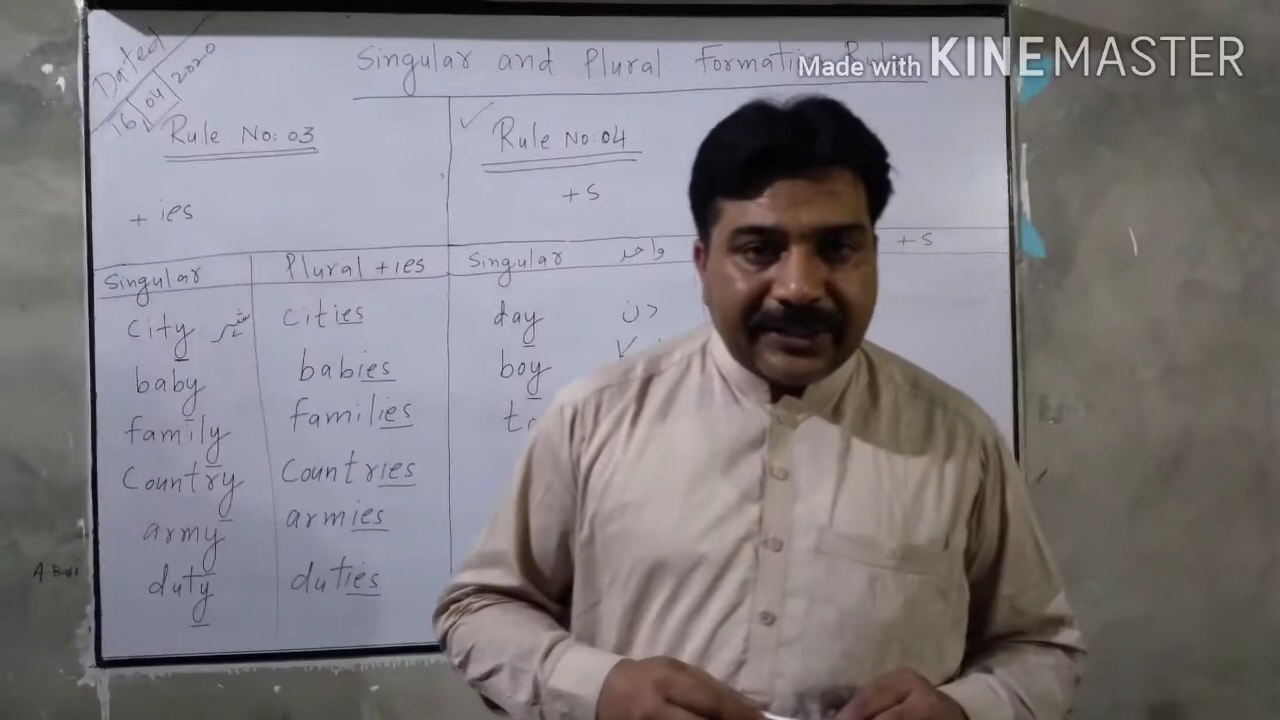 Dated
16/04/2020
Singular and Plural Formation Rules
Made with KINEMASTER
Rule No: 03
+ ies
Singular Plural +ies
City شہر cities
baby babies
family families
Country Countries
army armies
duty duties
✓ Rule No: 04
+ s
Singular واحد +s
day دن
boy